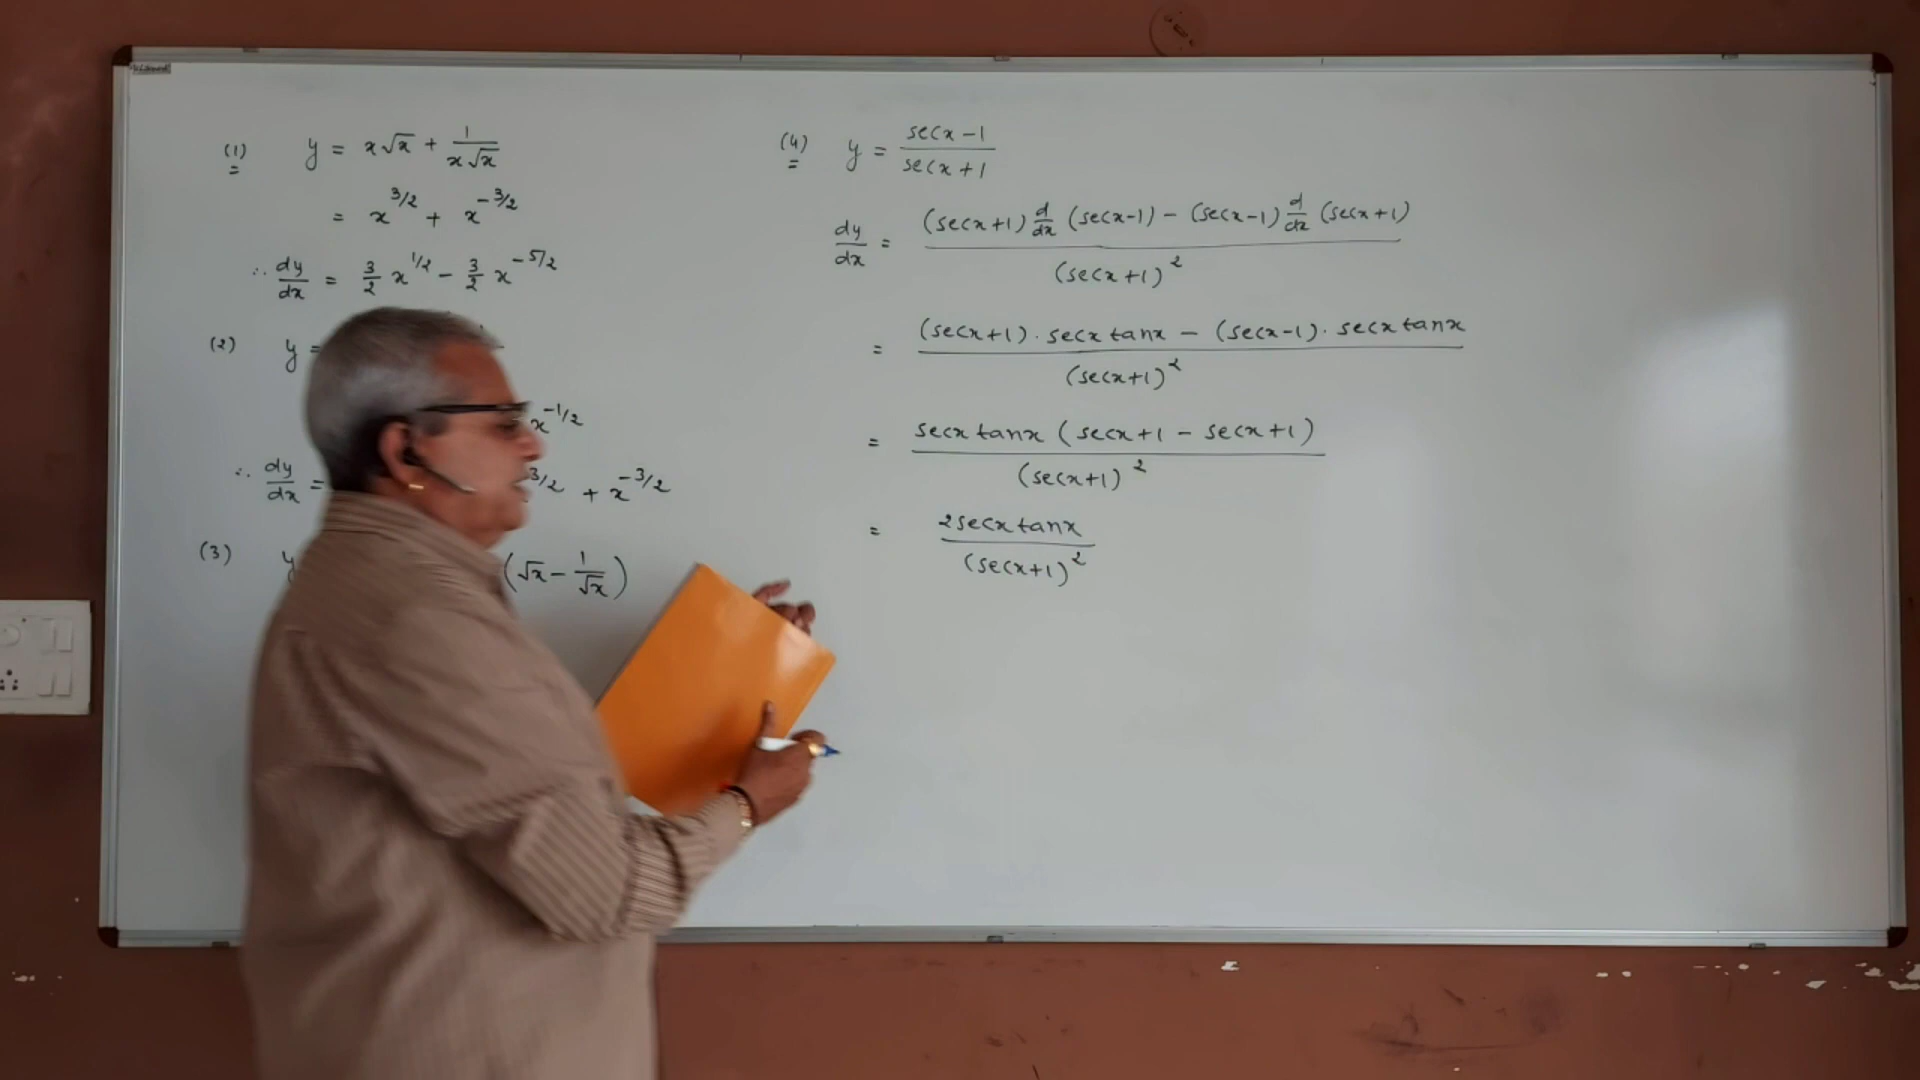 (1) y = x√x + 1/(x√x)
= x^(3/2) + x^(-3/2)
∴ dy/dx = 3/2 x^(1/2) - 3/2 x^(-5/2)
(2) y =
x^(-1/2)
∴ dy/dx = 3/2 + x^(-3/2)
(3) y (√x - 1/√x)
(4) y = (secx-1)/(secx+1)
dy/dx = ((secx+1) d/dx (secx-1) - (secx-1) d/dx (secx+1))/(secx+1)^2
= ((secx+1) . secx tanx - (secx-1) . secx tanx)/(secx+1)^2
= (secx tanx (secx+1 - secx+1))/(secx+1)^2
= (2secx tanx)/(secx+1)^2